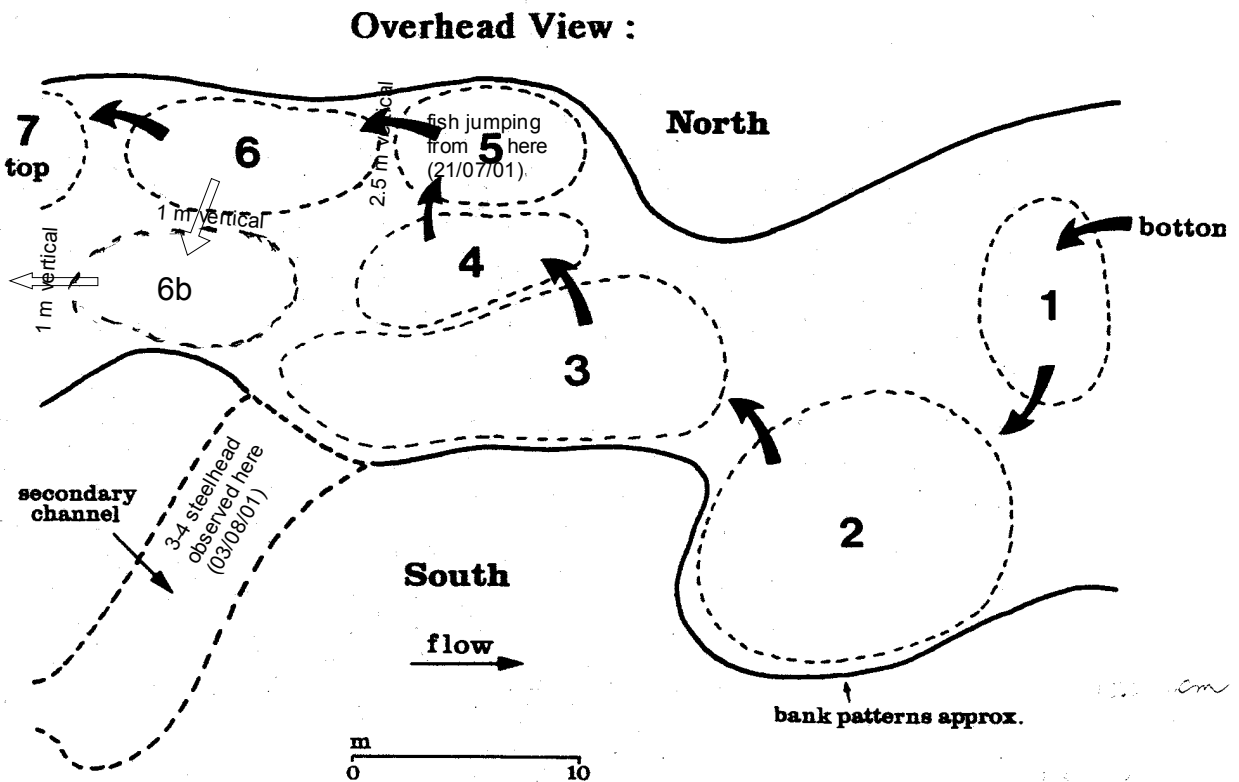 Overhead View :
North
7
top
6
2.5 m vertical
fish jumping
from 5 here
(21/07/01)
1 m vertical
1 m vertical
6b
4
3
botton
1
2
secondary
channel
3-4 steelhead
observed here
(03/08/01)
South
flow
bank patterns approx.
cm
m
0 10